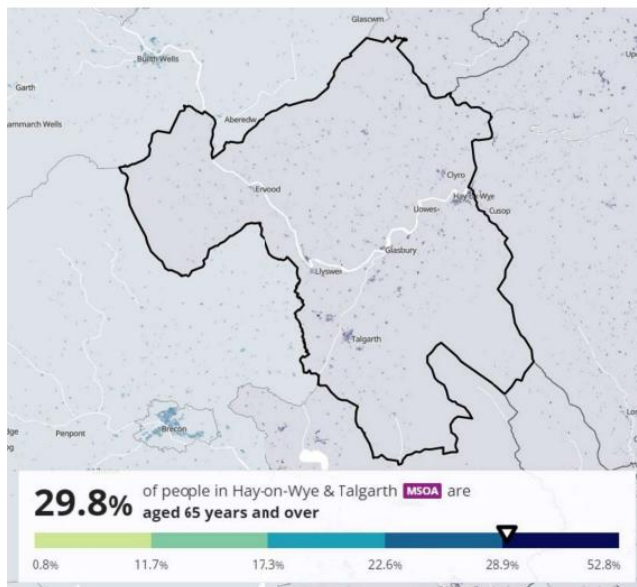 Glascwm
Builth Wells
Garth
ammarch Wells
Aberedw
Clyro
Hay-on-Wye
Erwood
Llowes
Cusop
Glasbury
Llyswen
Talgarth
Brecon
Penpont
29.8% of people in Hay-on-Wye & Talgarth MSOA are
aged 65 years and over
0.8% 11.7% 17.3% 22.6% 28.9% 52.8%